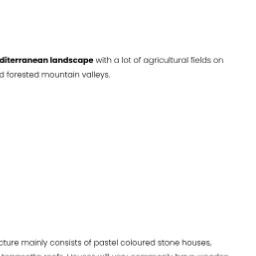 diterranean landscape with a lot of agricultural fields on
d forested mountain valleys.
cture mainly consists of pastel coloured stone houses,